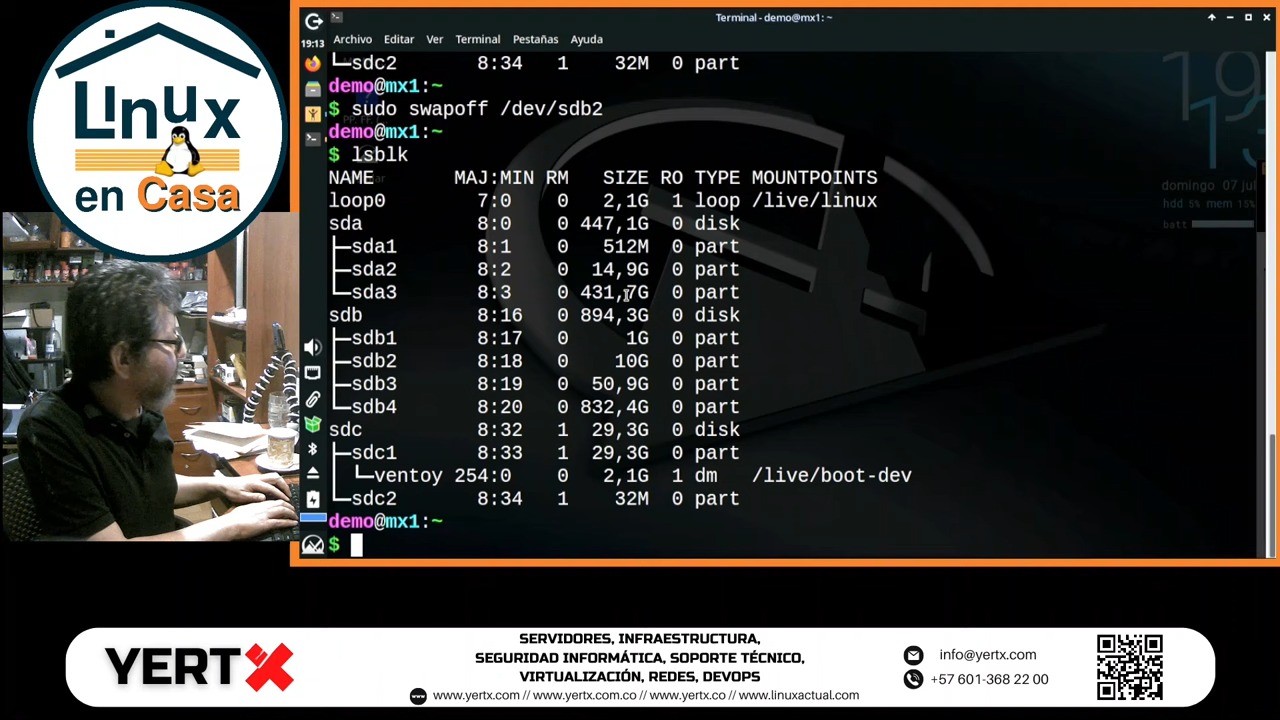 Linux
en Casa
Terminal - demo@mx1: ~
19:13
Archivo Editar Ver Terminal Pestañas Ayuda
└─sdc2 8:34 1 32M 0 part
demo@mx1:~
$ sudo swapoff /dev/sdb2
demo@mx1:~
$ lsblk
NAME MAJ:MIN RM SIZE RO TYPE MOUNTPOINTS
loop0 7:0 0 2,1G 1 loop /live/linux
sda 8:0 0 447,1G 0 disk
├─sda1 8:1 0 512M 0 part
├─sda2 8:2 0 14,9G 0 part
└─sda3 8:3 0 431,7G 0 part
sdb 8:16 0 894,3G 0 disk
├─sdb1 8:17 0 1G 0 part
├─sdb2 8:18 0 10G 0 part
├─sdb3 8:19 0 50,9G 0 part
└─sdb4 8:20 0 832,4G 0 part
sdc 8:32 1 29,3G 0 disk
├─sdc1 8:33 1 29,3G 0 part
│ └─ventoy 254:0 0 2,1G 1 dm /live/boot-dev
└─sdc2 8:34 1 32M 0 part
demo@mx1:~
$
19
13
domingo 07 jul
hdd 5% mem 15%
batt
YERTX
SERVIDORES, INFRAESTRUCTURA,
SEGURIDAD INFORMÁTICA, SOPORTE TÉCNICO,
VIRTUALIZACIÓN, REDES, DEVOPS
www.yertx.com // www.yertx.com.co // www.yertx.co // www.linuxactual.com
info@yertx.com
+57 601-368 22 00